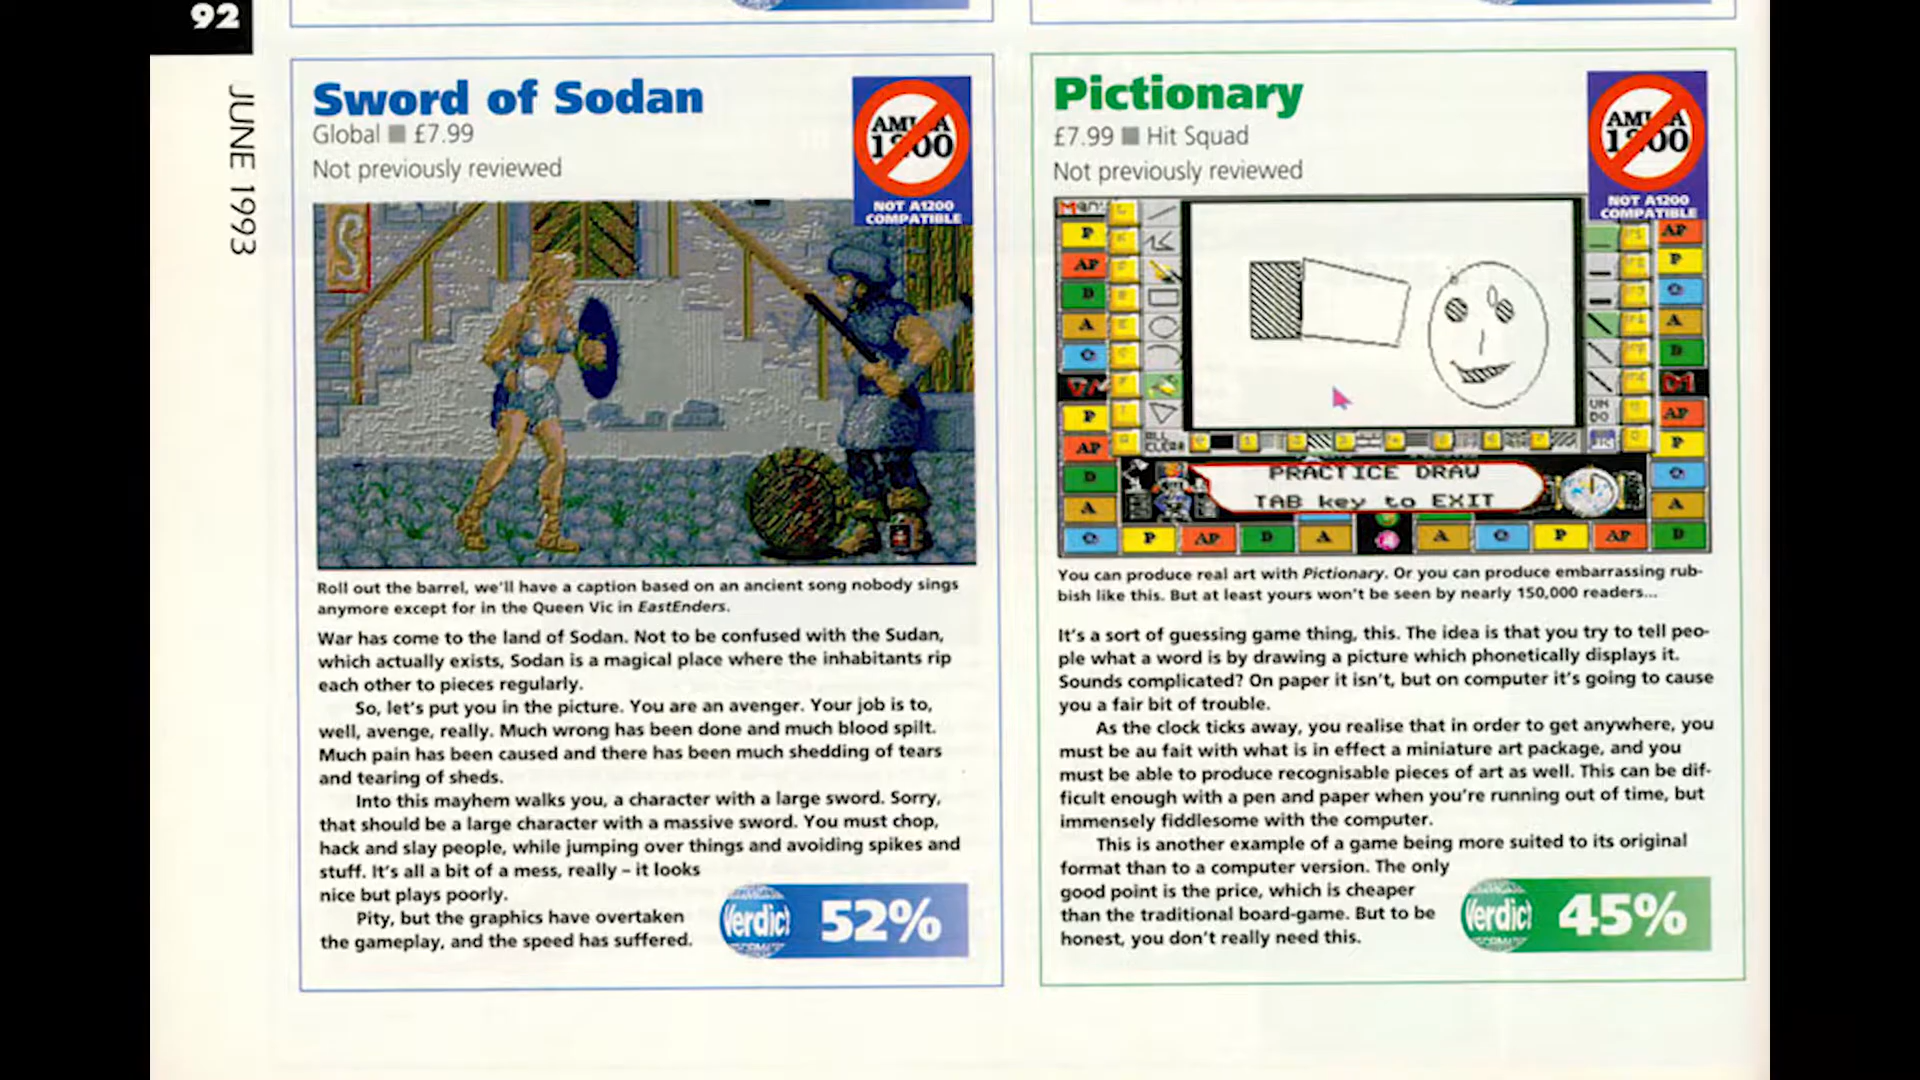 92
JUNE 1993
Sword of Sodan
Global ■ £7.99
Not previously reviewed
AMIGA
1200
NOT A1200
COMPATIBLE
Roll out the barrel, we'll have a caption based on an ancient song nobody sings
anymore except for in the Queen Vic in EastEnders.
War has come to the land of Sodan. Not to be confused with the Sudan,
which actually exists, Sodan is a magical place where the inhabitants rip
each other to pieces regularly.
So, let's put you in the picture. You are an avenger. Your job is to,
well, avenge, really. Much wrong has been done and much blood spilt.
Much pain has been caused and there has been much shedding of tears
and tearing of sheds.
Into this mayhem walks you, a character with a large sword. Sorry,
that should be a large character with a massive sword. You must chop,
hack and slay people, while jumping over things and avoiding spikes and
stuff. It's all a bit of a mess, really – it looks
nice but plays poorly.
Pity, but the graphics have overtaken
the gameplay, and the speed has suffered.
Verdict 52%
Pictionary
£7.99 ■ Hit Squad
Not previously reviewed
AMIGA
1200
NOT A1200
COMPATIBLE
Menu
P
AP
D
A
P
AP
D
A
AP
P
A
D
AP
P
A
UN
DO
ALL
CLEAR
PRACTICE DRAW
TAB key to EXIT
P AP D A A P AP D
You can produce real art with Pictionary. Or you can produce embarrassing rub-
bish like this. But at least yours won't be seen by nearly 150,000 readers...
It's a sort of guessing game thing, this. The idea is that you try to tell peo-
ple what a word is by drawing a picture which phonetically displays it.
Sounds complicated? On paper it isn't, but on computer it's going to cause
you a fair bit of trouble.
As the clock ticks away, you realise that in order to get anywhere, you
must be au fait with what is in effect a miniature art package, and you
must be able to produce recognisable pieces of art as well. This can be dif-
ficult enough with a pen and paper when you're running out of time, but
immensely fiddlesome with the computer.
This is another example of a game being more suited to its original
format than to a computer version. The only
good point is the price, which is cheaper
than the traditional board-game. But to be
honest, you don't really need this.
Verdict 45%